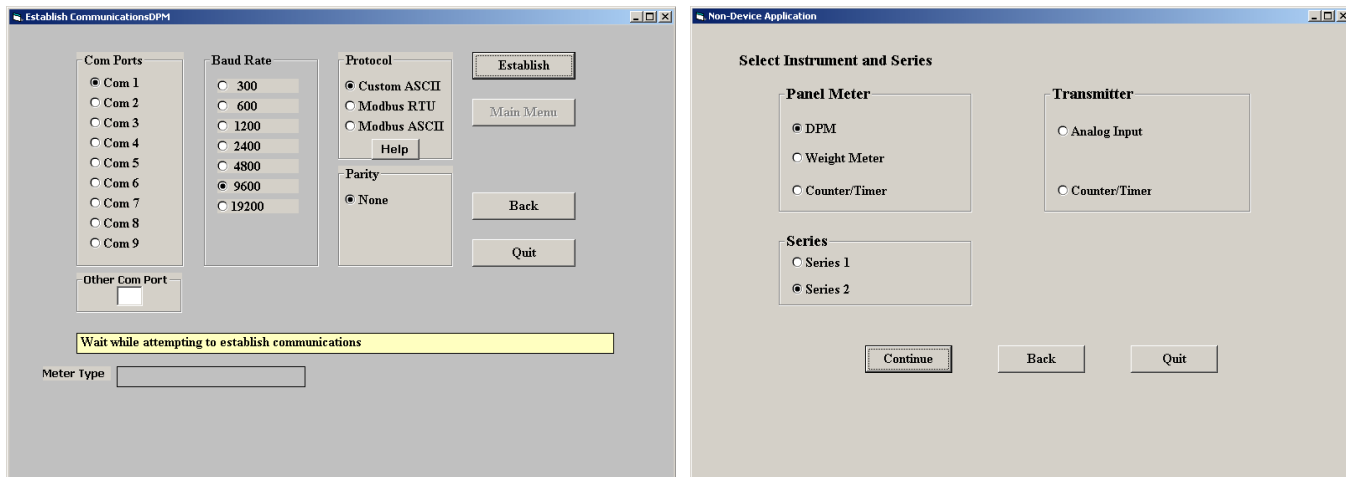 Establish CommunicationsDPM
Com Ports
Com 1
Com 2
Com 3
Com 4
Com 5
Com 6
Com 7
Com 8
Com 9
Other Com Port
Baud Rate
300
600
1200
2400
4800
9600
19200
Protocol
Custom ASCII
Modbus RTU
Modbus ASCII
Help
Parity
None
Establish
Main Menu
Back
Quit
Wait while attempting to establish communications
Meter Type
Non-Device Application
Select Instrument and Series
Panel Meter
DPM
Weight Meter
Counter/Timer
Transmitter
Analog Input
Counter/Timer
Series
Series 1
Series 2
Continue
Back
Quit